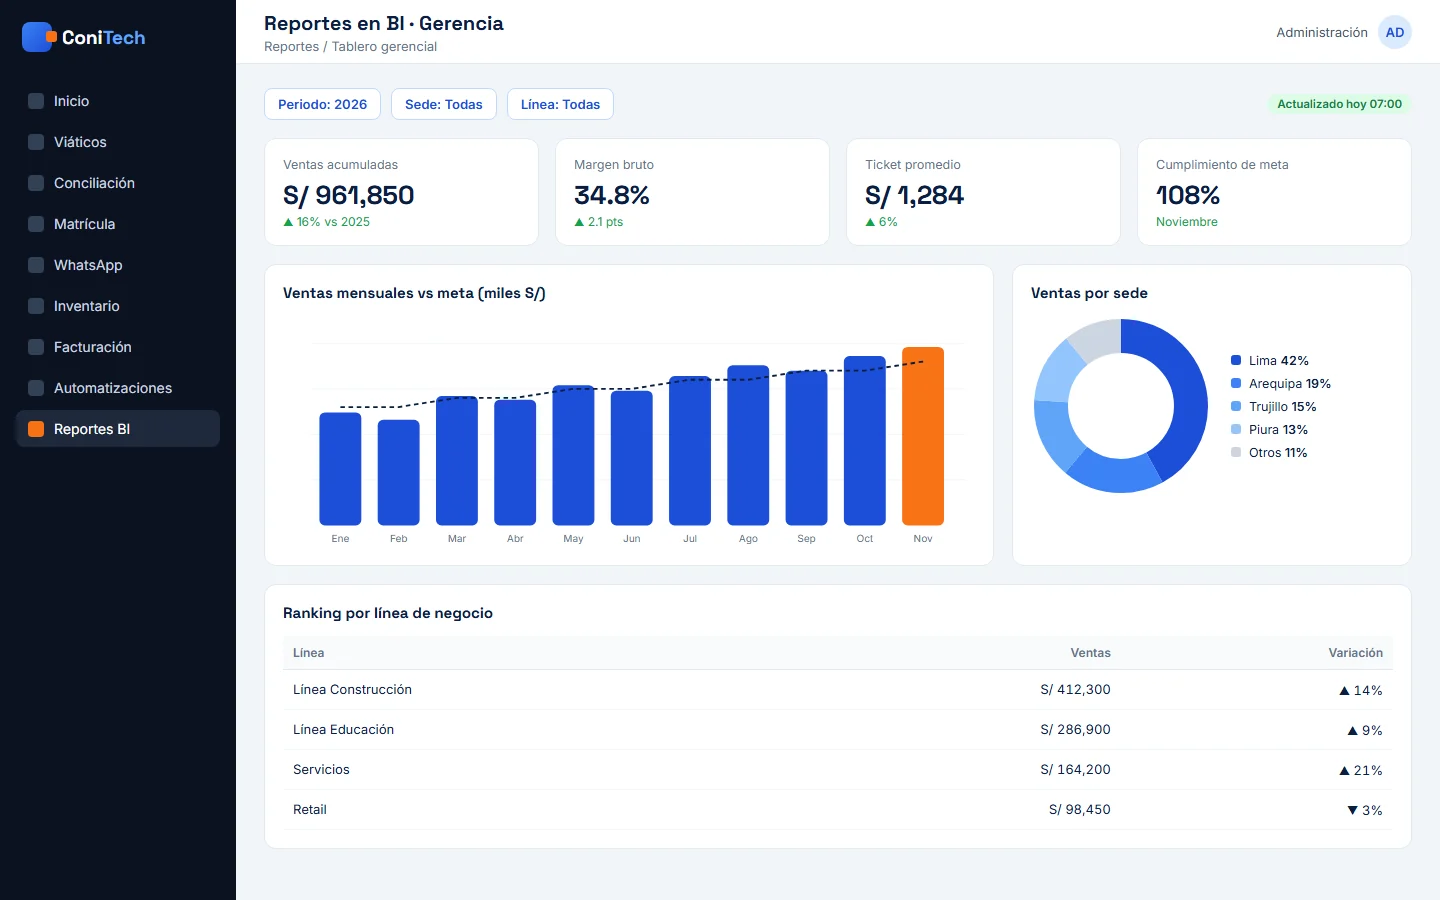 ConiTech
Inicio
Viáticos
Conciliación
Matrícula
WhatsApp
Inventario
Facturación
Automatizaciones
Reportes BI
Reportes en BI · Gerencia
Reportes / Tablero gerencial
Administración AD
Periodo: 2026 Sede: Todas Línea: Todas
Actualizado hoy 07:00
Ventas acumuladas
S/ 961,850
▲ 16% vs 2025
Margen bruto
34.8%
▲ 2.1 pts
Ticket promedio
S/ 1,284
▲ 6%
Cumplimiento de meta
108%
Noviembre
Ventas mensuales vs meta (miles S/)
Ene Feb Mar Abr May Jun Jul Ago Sep Oct Nov
Ventas por sede
Lima 42%
Arequipa 19%
Trujillo 15%
Piura 13%
Otros 11%
Ranking por línea de negocio
Línea Ventas Variación
Línea Construcción S/ 412,300 ▲ 14%
Línea Educación S/ 286,900 ▲ 9%
Servicios S/ 164,200 ▲ 21%
Retail S/ 98,450 ▼ 3%